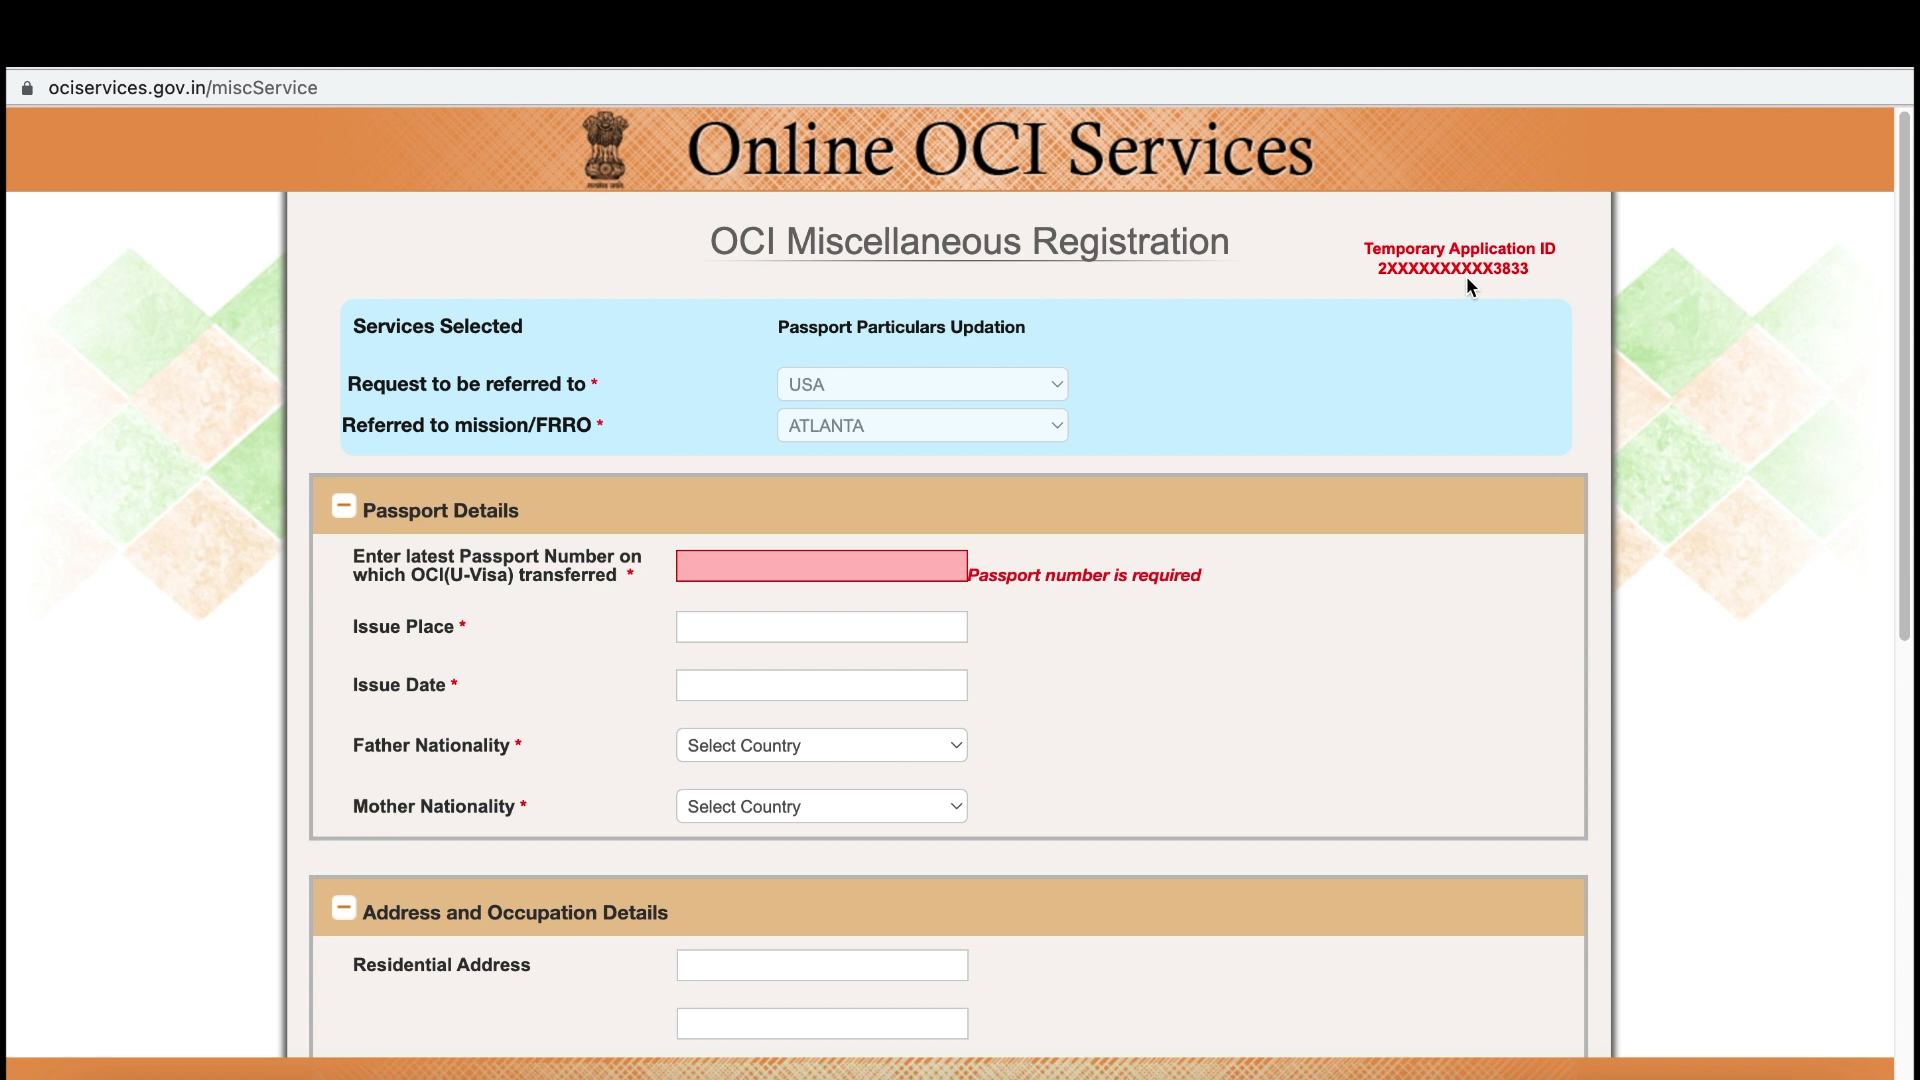 ociservices.gov.in/miscService
Online OCI Services
OCI Miscellaneous Registration
Temporary Application ID
2XXXXXXXXXX3833
Services Selected
Passport Particulars Updation
Request to be referred to *
USA
Referred to mission/FRRO *
ATLANTA
Passport Details
Enter latest Passport Number on
which OCI(U-Visa) transferred *
Passport number is required
Issue Place *
Issue Date *
Father Nationality *
Select Country
Mother Nationality *
Select Country
Address and Occupation Details
Residential Address